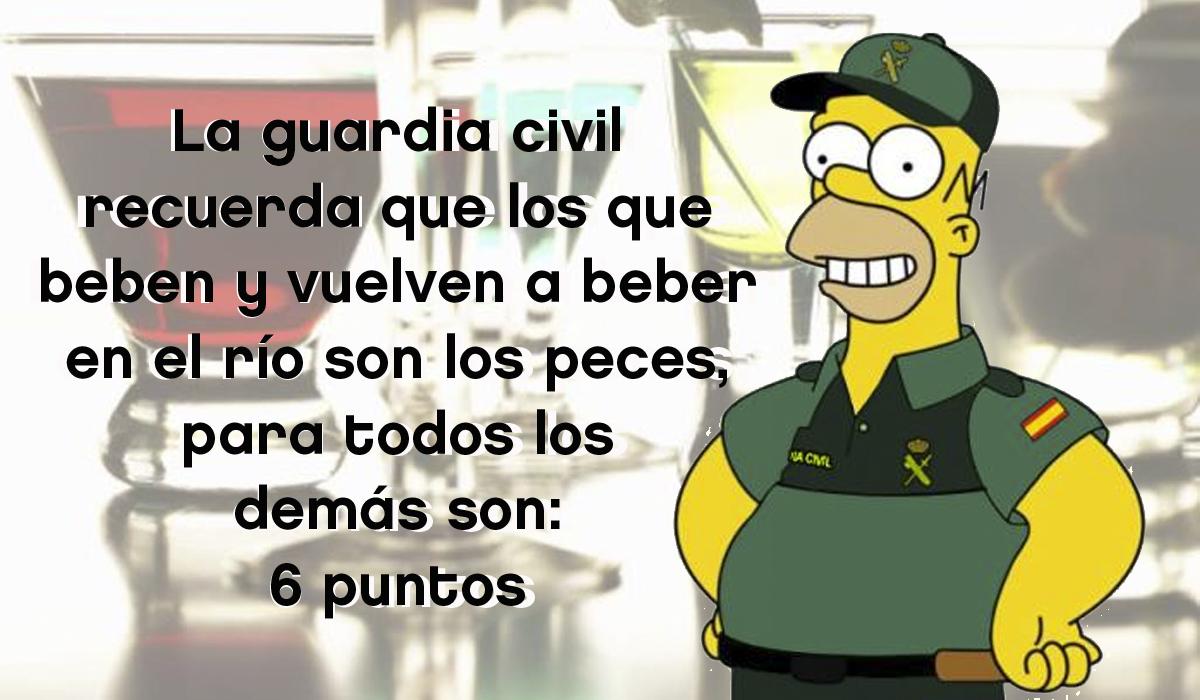 La guardia civil
recuerda que los que
beben y vuelven a beber
en el río son los peces,
para todos los
demás son:
6 puntos
CIVIL